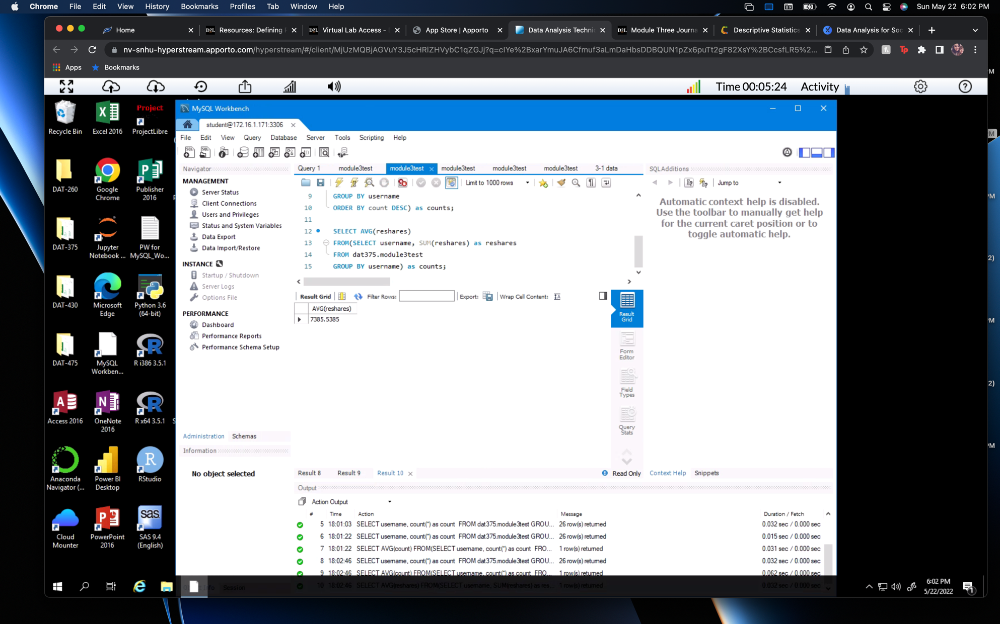 Chrome File Edit View History Bookmarks Profiles Tab Window Help Sun May 22 6:02 PM
Home D2L Resources: Defining D2L Virtual Lab Access - App Store | Apporto Data Analysis Techni D2L Module Three Journa Descriptive Statistics Data Analysis for Soc
nv-snhu-hyperstream.apporto.com/hyperstream/#/client/
Apps Bookmarks
Time 00:05:24 Activity
Recycle Bin
Excel 2016
Project
ProjectLibre
DAT-260
Google Chrome
Publisher 2016
DAT-375
Jupyter Notebook ...
PW for MySQL_Wo...
DAT-430
Microsoft Edge
Python 3.6 (64-bit)
DAT-475
MySQL Workben...
R i386 3.5.1
Access 2016
OneNote 2016
R x64 3.5.1
Anaconda Navigator (...
Power BI Desktop
RStudio
Cloud Mounter
PowerPoint 2016
SAS 9.4 (English)
MySQL Workbench
student@172.16.1.171:3306
File Edit View Query Database Server Tools Scripting Help
Navigator
MANAGEMENT
Server Status
Client Connections
Users and Privileges
Status and System Variables
Data Export
Data Import/Restore
INSTANCE
Startup / Shutdown
Server Logs
Options File
PERFORMANCE
Dashboard
Performance Reports
Performance Schema Setup
Administration Schemas
Information
No object selected
Query 1 module3test module3test module3test module3test module3test 3-1 data
Limit to 1000 rows
9 GROUP BY username
10 ORDER BY count DESC) as counts;
11
12 SELECT AVG(reshares)
13 FROM(SELECT username, SUM(reshares) as reshares
14 FROM dat375.module3test
15 GROUP BY username) as counts;
Result Grid Filter Rows: Export: Wrap Cell Content:
AVG(reshares)
7385.5385
Result Grid
Form Editor
Field Types
Query Stats
Result 8 Result 9 Result 10 Read Only
SQLAdditions
Jump to
Automatic context help is disabled.
Use the toolbar to manually get help
for the current caret position or to
toggle automatic help.
Context Help Snippets
Output
Action Output
# Time Action Message Duration / Fetch
5 18:01:03 SELECT username, count(*) as count FROM dat375.module3test GROU... 26 row(s) returned 0.032 sec / 0.000 sec
6 18:01:22 SELECT username, count(*) as count FROM dat375.module3test GROU... 26 row(s) returned 0.015 sec / 0.000 sec
7 18:01:22 SELECT AVG(count) FROM(SELECT username, count(*) as count FRO... 1 row(s) returned 0.031 sec / 0.000 sec
8 18:02:46 SELECT username, count(*) as count FROM dat375.module3test GROU... 26 row(s) returned 0.032 sec / 0.000 sec
9 18:02:46 SELECT AVG(count) FROM(SELECT username, count(*) as count FRO... 1 row(s) returned 0.062 sec / 0.000 sec
10 18:02:46 SELECT AVG(reshares) FROM(SELECT username, SUM(reshares) as res... 1 row(s) returned 0.032 sec / 0.000 sec
Session
6:02 PM
5/22/2022
1